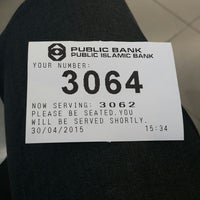 PUBLIC BANK
PUBLIC ISLAMIC BANK
YOUR NUMBER:
3064
NOW SERVING: 3062
PLEASE BE SEATED.YOU
WILL BE SERVED SHORTLY.
30/04/2015 15:34